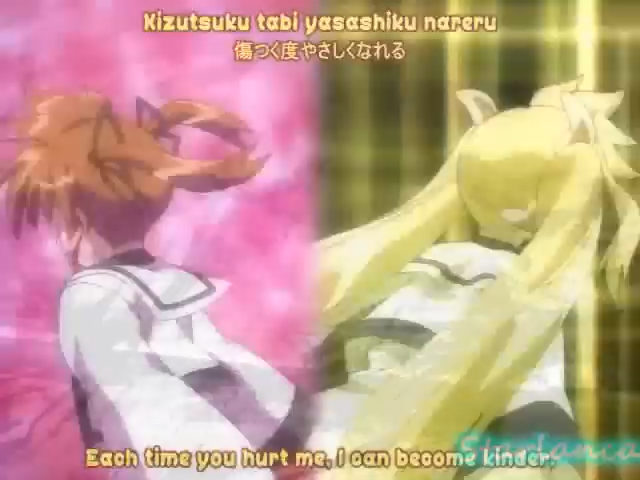 Kizutsuku tabi yasashiku nareru
傷つく度やさしくなれる
Each time you hurt me, I can become kinder.